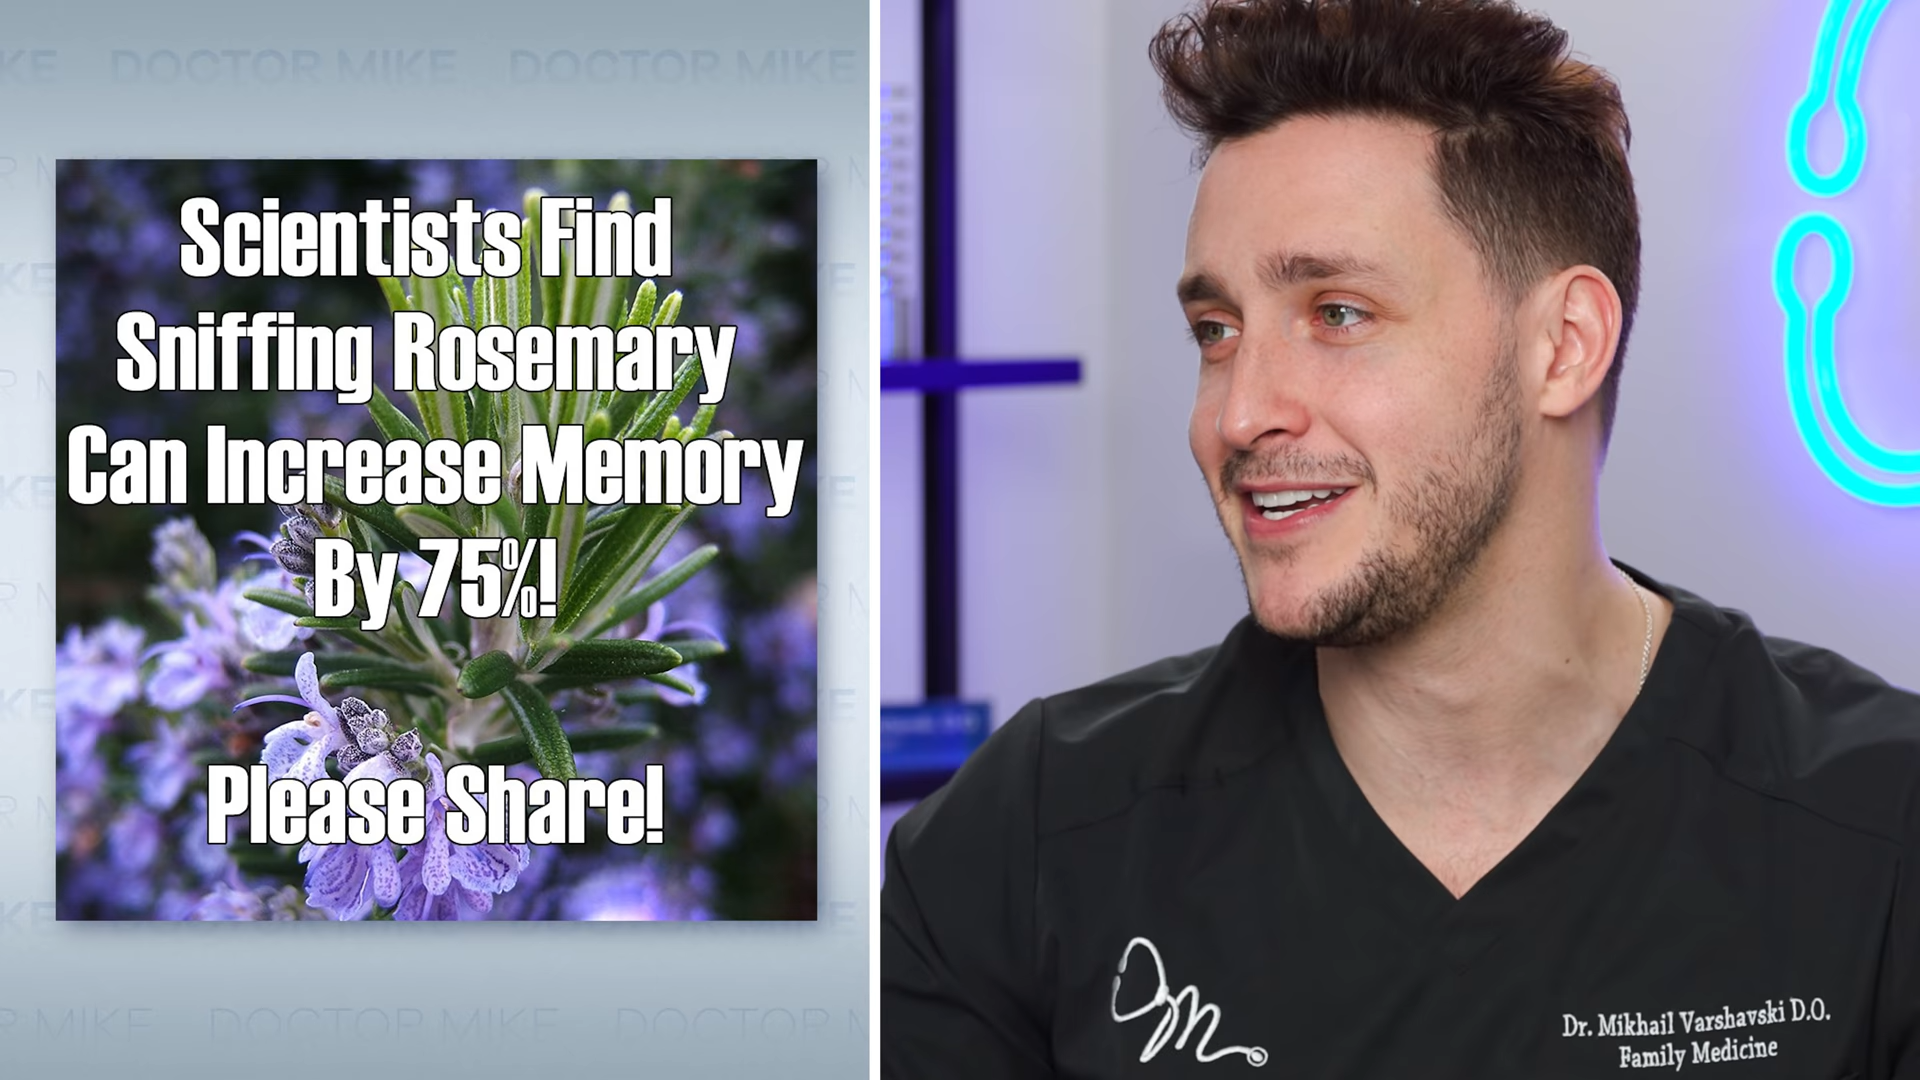 DOCTOR MIKE DOCTOR MIKE
Scientists Find
Sniffing Rosemary
Can Increase Memory
By 75%!
Please Share!
MIKE DOCTOR MIKE DOCTOR
DM
Dr. Mikhail Varshavski D.O.
Family Medicine